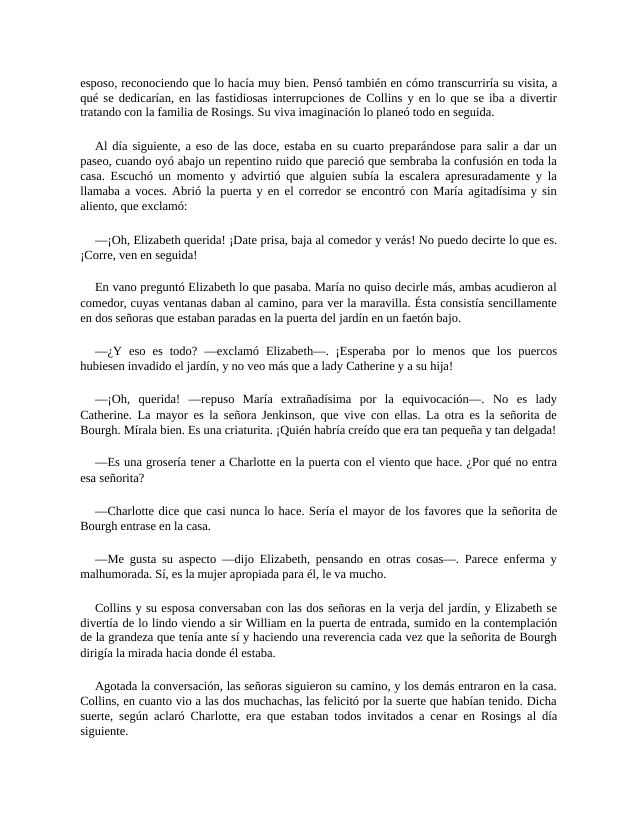 esposo, reconociendo que lo hacía muy bien. Pensó también en cómo transcurriría su visita, a
qué se dedicarían, en las fastidiosas interrupciones de Collins y en lo que se iba a divertir
tratando con la familia de Rosings. Su viva imaginación lo planeó todo en seguida.
Al día siguiente, a eso de las doce, estaba en su cuarto preparándose para salir a dar un
paseo, cuando oyó abajo un repentino ruido que pareció que sembraba la confusión en toda la
casa. Escuchó un momento y advirtió que alguien subía la escalera apresuradamente y la
llamaba a voces. Abrió la puerta y en el corredor se encontró con María agitadísima y sin
aliento, que exclamó:
—¡Oh, Elizabeth querida! ¡Date prisa, baja al comedor y verás! No puedo decirte lo que es.
¡Corre, ven en seguida!
En vano preguntó Elizabeth lo que pasaba. María no quiso decirle más, ambas acudieron al
comedor, cuyas ventanas daban al camino, para ver la maravilla. Ésta consistía sencillamente
en dos señoras que estaban paradas en la puerta del jardín en un faetón bajo.
—¿Y eso es todo? —exclamó Elizabeth—. ¡Esperaba por lo menos que los puercos
hubiesen invadido el jardín, y no veo más que a lady Catherine y a su hija!
—¡Oh, querida! —repuso María extrañadísima por la equivocación—. No es lady
Catherine. La mayor es la señora Jenkinson, que vive con ellas. La otra es la señorita de
Bourgh. Mírala bien. Es una criaturita. ¡Quién habría creído que era tan pequeña y tan delgada!
—Es una grosería tener a Charlotte en la puerta con el viento que hace. ¿Por qué no entra
esa señorita?
—Charlotte dice que casi nunca lo hace. Sería el mayor de los favores que la señorita de
Bourgh entrase en la casa.
—Me gusta su aspecto —dijo Elizabeth, pensando en otras cosas—. Parece enferma y
malhumorada. Sí, es la mujer apropiada para él, le va mucho.
Collins y su esposa conversaban con las dos señoras en la verja del jardín, y Elizabeth se
divertía de lo lindo viendo a sir William en la puerta de entrada, sumido en la contemplación
de la grandeza que tenía ante sí y haciendo una reverencia cada vez que la señorita de Bourgh
dirigía la mirada hacia donde él estaba.
Agotada la conversación, las señoras siguieron su camino, y los demás entraron en la casa.
Collins, en cuanto vio a las dos muchachas, las felicitó por la suerte que habían tenido. Dicha
suerte, según aclaró Charlotte, era que estaban todos invitados a cenar en Rosings al día
siguiente.